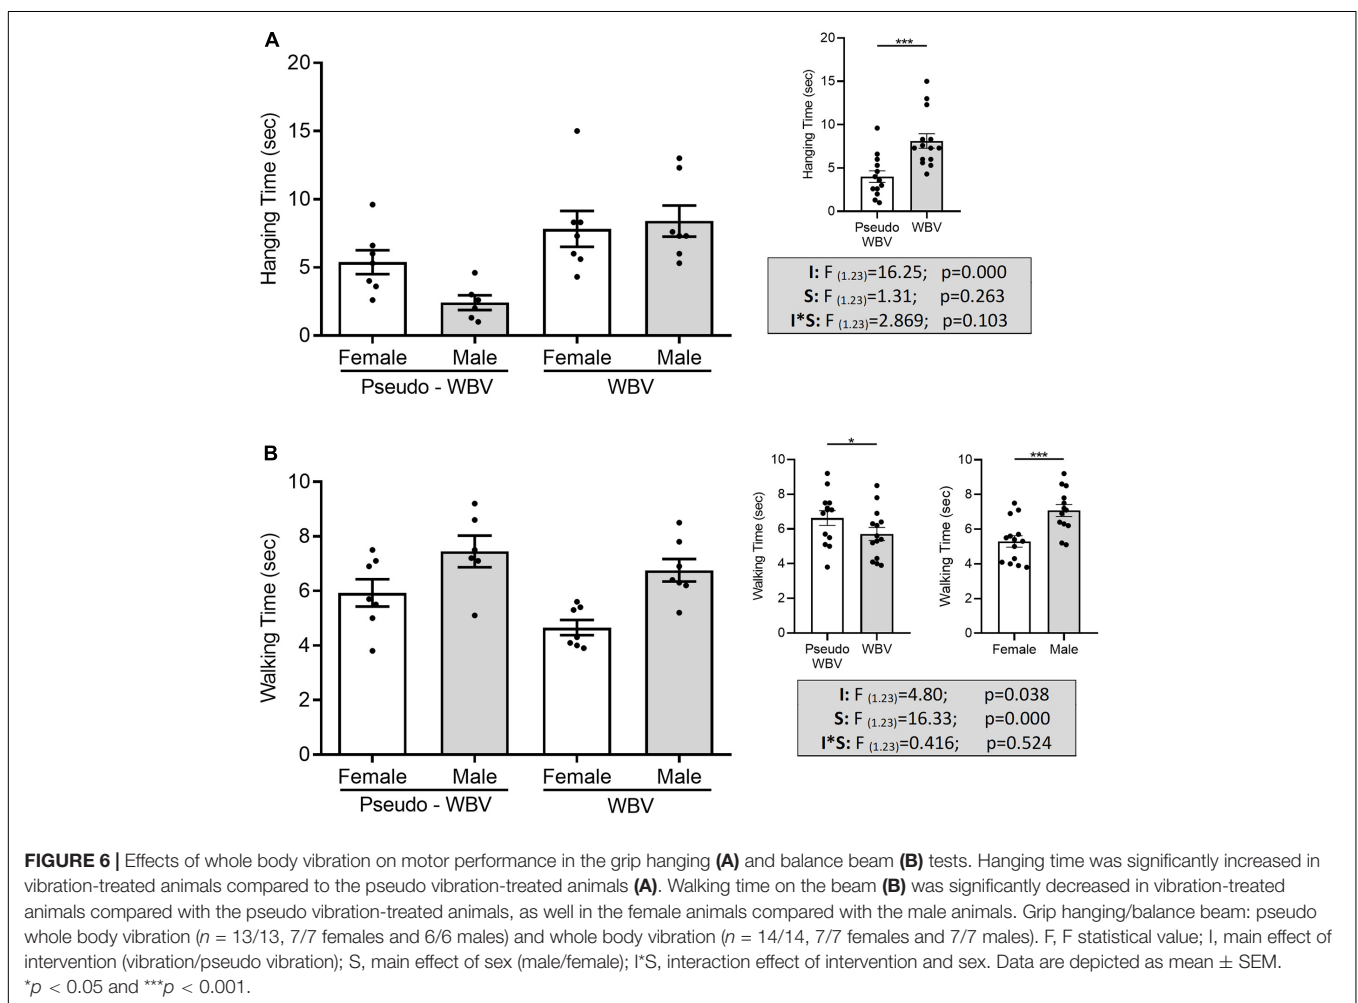 A
20
15
10
5
0
Hanging Time (sec)
Female Male Female Male
Pseudo - WBV WBV
20
15
10
5
0
Hanging Time (sec)
***
Pseudo WBV
WBV
I: F (1.23)=16.25; p=0.000
S: F (1.23)=1.31; p=0.263
I*S: F (1.23)=2.869; p=0.103
B
10
8
6
4
2
0
Walking Time (sec)
Female Male Female Male
Pseudo - WBV WBV
10
8
6
4
2
0
Walking Time (sec)
*
Pseudo WBV
WBV
10
8
6
4
2
0
Walking Time (sec)
***
Female Male
I: F (1.23)=4.80; p=0.038
S: F (1.23)=16.33; p=0.000
I*S: F (1.23)=0.416; p=0.524
FIGURE 6 | Effects of whole body vibration on motor performance in the grip hanging (A) and balance beam (B) tests. Hanging time was significantly increased in
vibration-treated animals compared to the pseudo vibration-treated animals (A). Walking time on the beam (B) was significantly decreased in vibration-treated
animals compared with the pseudo vibration-treated animals, as well in the female animals compared with the male animals. Grip hanging/balance beam: pseudo
whole body vibration (n = 13/13, 7/7 females and 6/6 males) and whole body vibration (n = 14/14, 7/7 females and 7/7 males). F, F statistical value; I, main effect of
intervention (vibration/pseudo vibration); S, main effect of sex (male/female); I*S, interaction effect of intervention and sex. Data are depicted as mean ± SEM.
*p < 0.05 and ***p < 0.001.